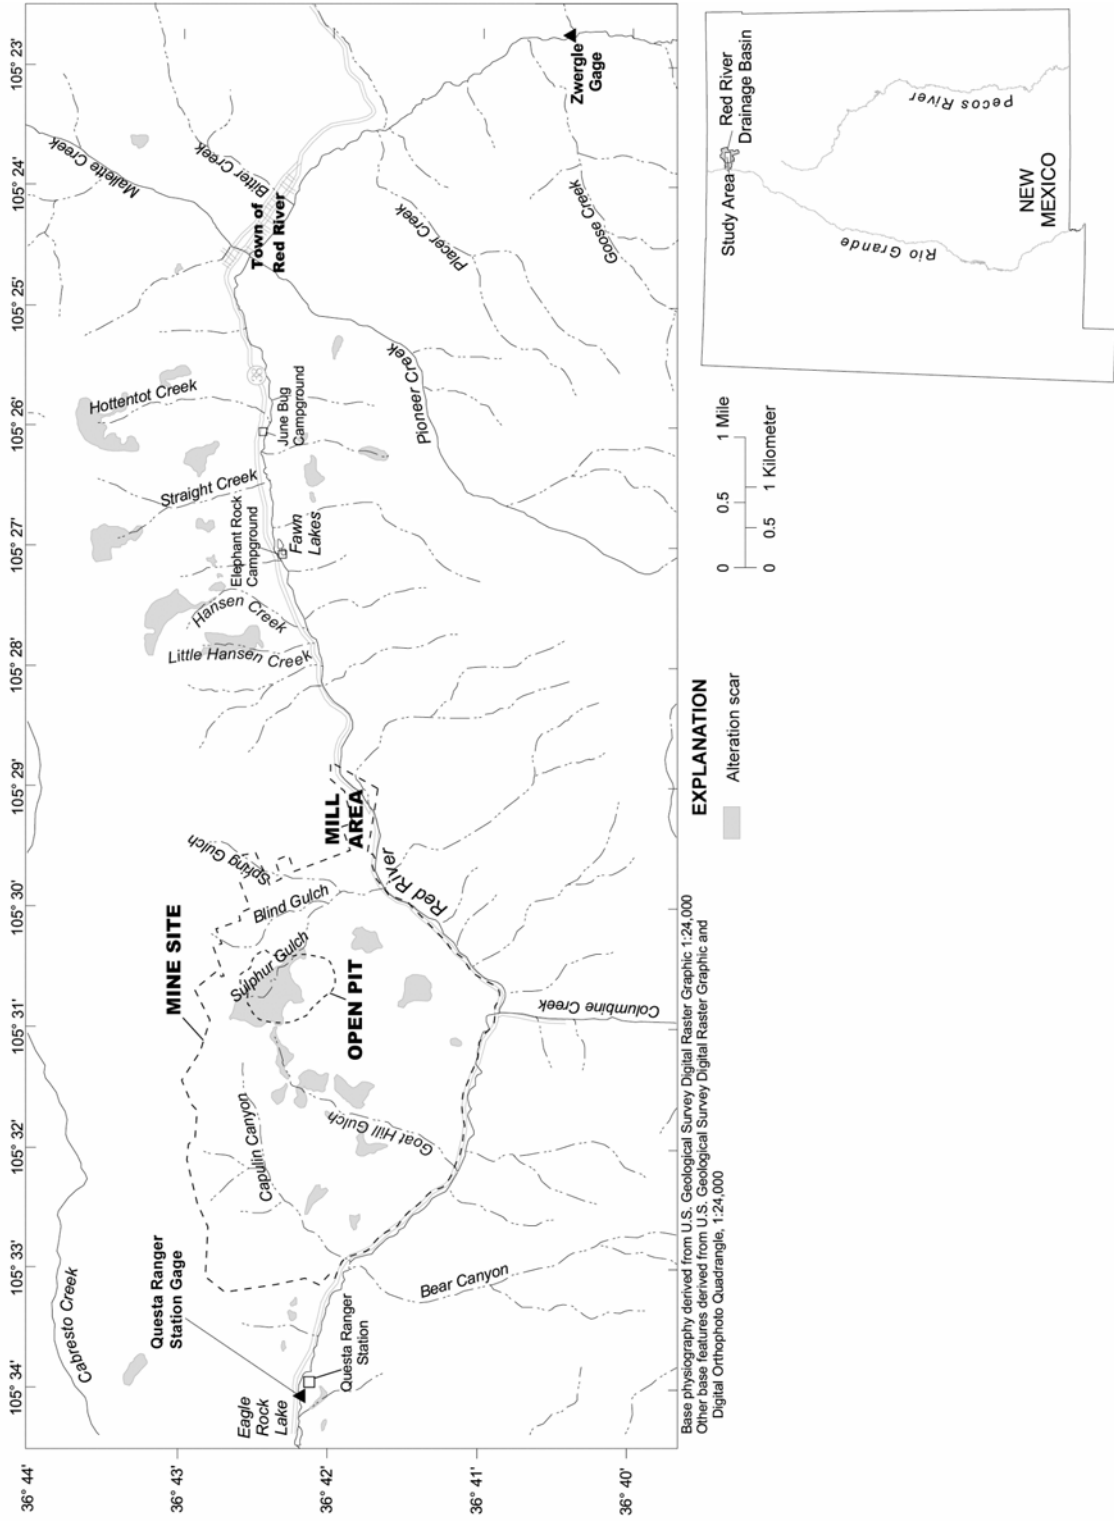 105° 34'
105° 33'
105° 32'
105° 31'
105° 30'
105° 29'
105° 28'
105° 27'
105° 26'
105° 25'
105° 24'
105° 23'
36° 44'
36° 43'
36° 42'
36° 41'
36° 40'
Cabresto Creek
Questa Ranger
Station Gage
Eagle
Rock
Lake
Questa Ranger
Station
Bear Canyon
Capulin Canyon
Goat Hill Gulch
MINE SITE
Sulphur Gulch
OPEN PIT
Blind Gulch
Spring Gulch
MILL
AREA
Red River
Columbine Creek
Little Hansen Creek
Hansen Creek
Elephant Rock
Campground
Fawn
Lakes
Straight Creek
Hottentot Creek
June Bug
Campground
Pioneer Creek
Mallette Creek
Bitter Creek
Town of
Red River
Placer Creek
Goose Creek
Zwergle
Gage
Base physiography derived from U.S. Geological Survey Digital Raster Graphic 1:24,000
Other base features derived from U.S. Geological Survey Digital Raster Graphic and
Digital Orthophoto Quadrangle, 1:24,000
EXPLANATION
Alteration scar
0 0.5 1 Mile
0 0.5 1 Kilometer
Study Area
Red River
Drainage Basin
Rio Grande
Pecos River
NEW
MEXICO